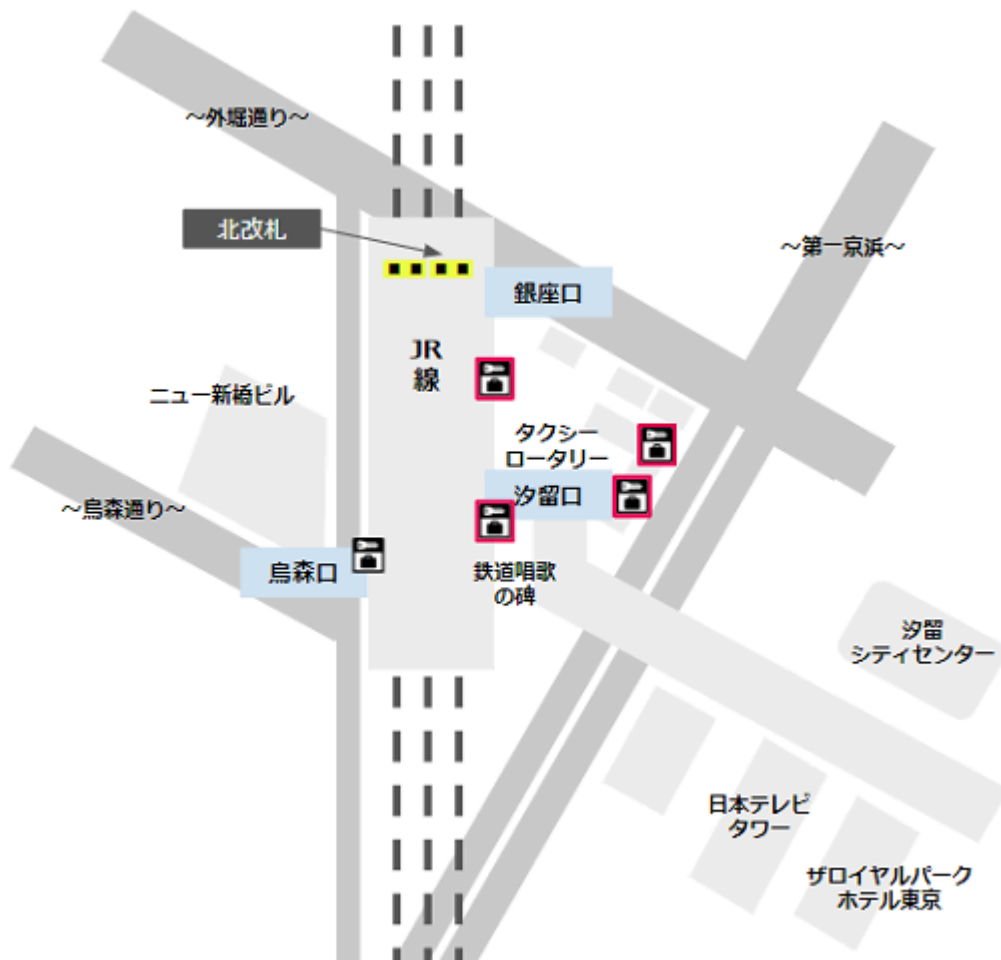 ～外堀通り～
北改札
～第一京浜～
銀座口
JR
線
ニュー新橋ビル
タクシー
ロータリー
汐留口
～烏森通り～
烏森口
鉄道唱歌
の碑
汐留
シティセンター
日本テレビ
タワー
ザロイヤルパーク
ホテル東京